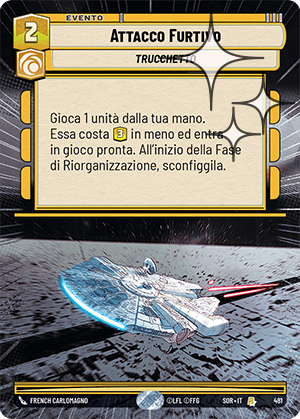 EVENTO
2
ATTACCO FURTIVO
TRUCCHETTO
Gioca 1 unità dalla tua mano.
Essa costa 3 in meno ed entra
in gioco pronta. All'inizio della Fase
di Riorganizzazione, sconfiggila.
FRENCH CARLOMAGNO
©LFL ©FFG
SOR • IT
481